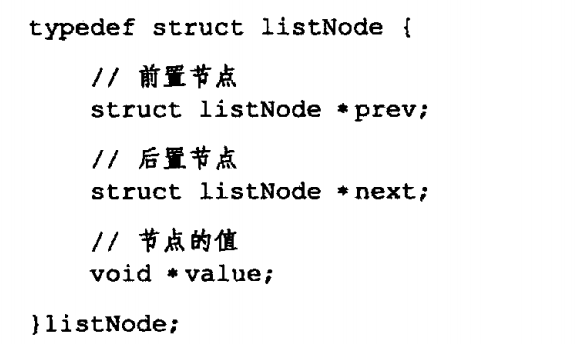 typedef struct listNode {
// 前置节点
struct listNode *prev;
// 后置节点
struct listNode *next;
// 节点的值
void *value;
}listNode;